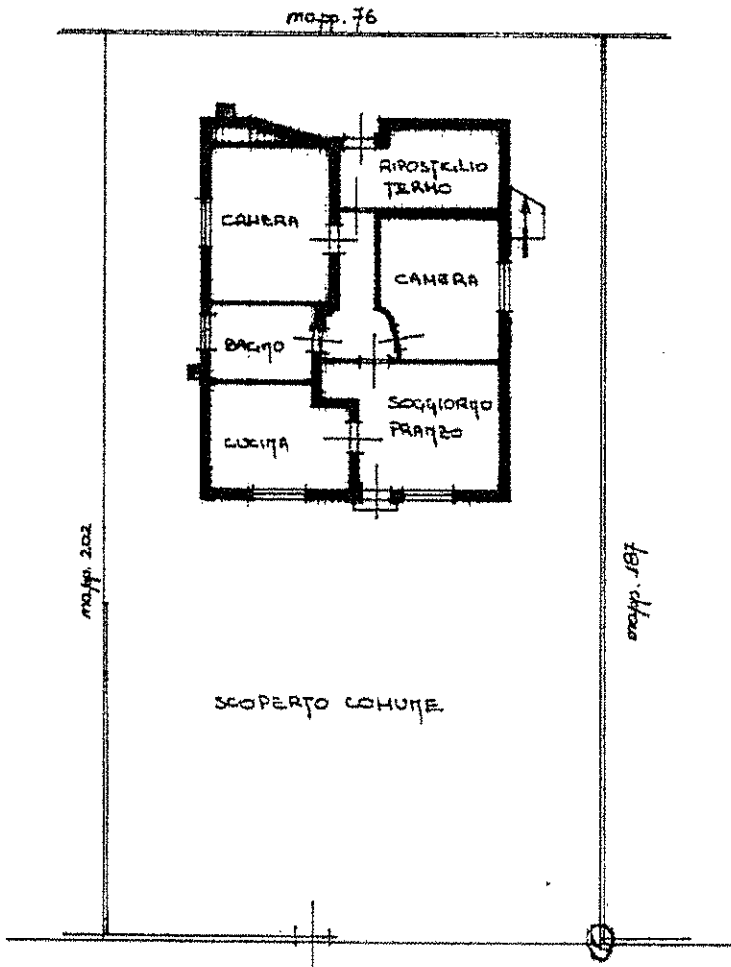 mapp. 76
RIPOSTIGLIO
TERMO
CAMERA
CAMERA
BAGNO
SOGGIORNO
PRANZO
CUCINA
mapp. 202
mapp. 187
SCOPERTO COMUNE